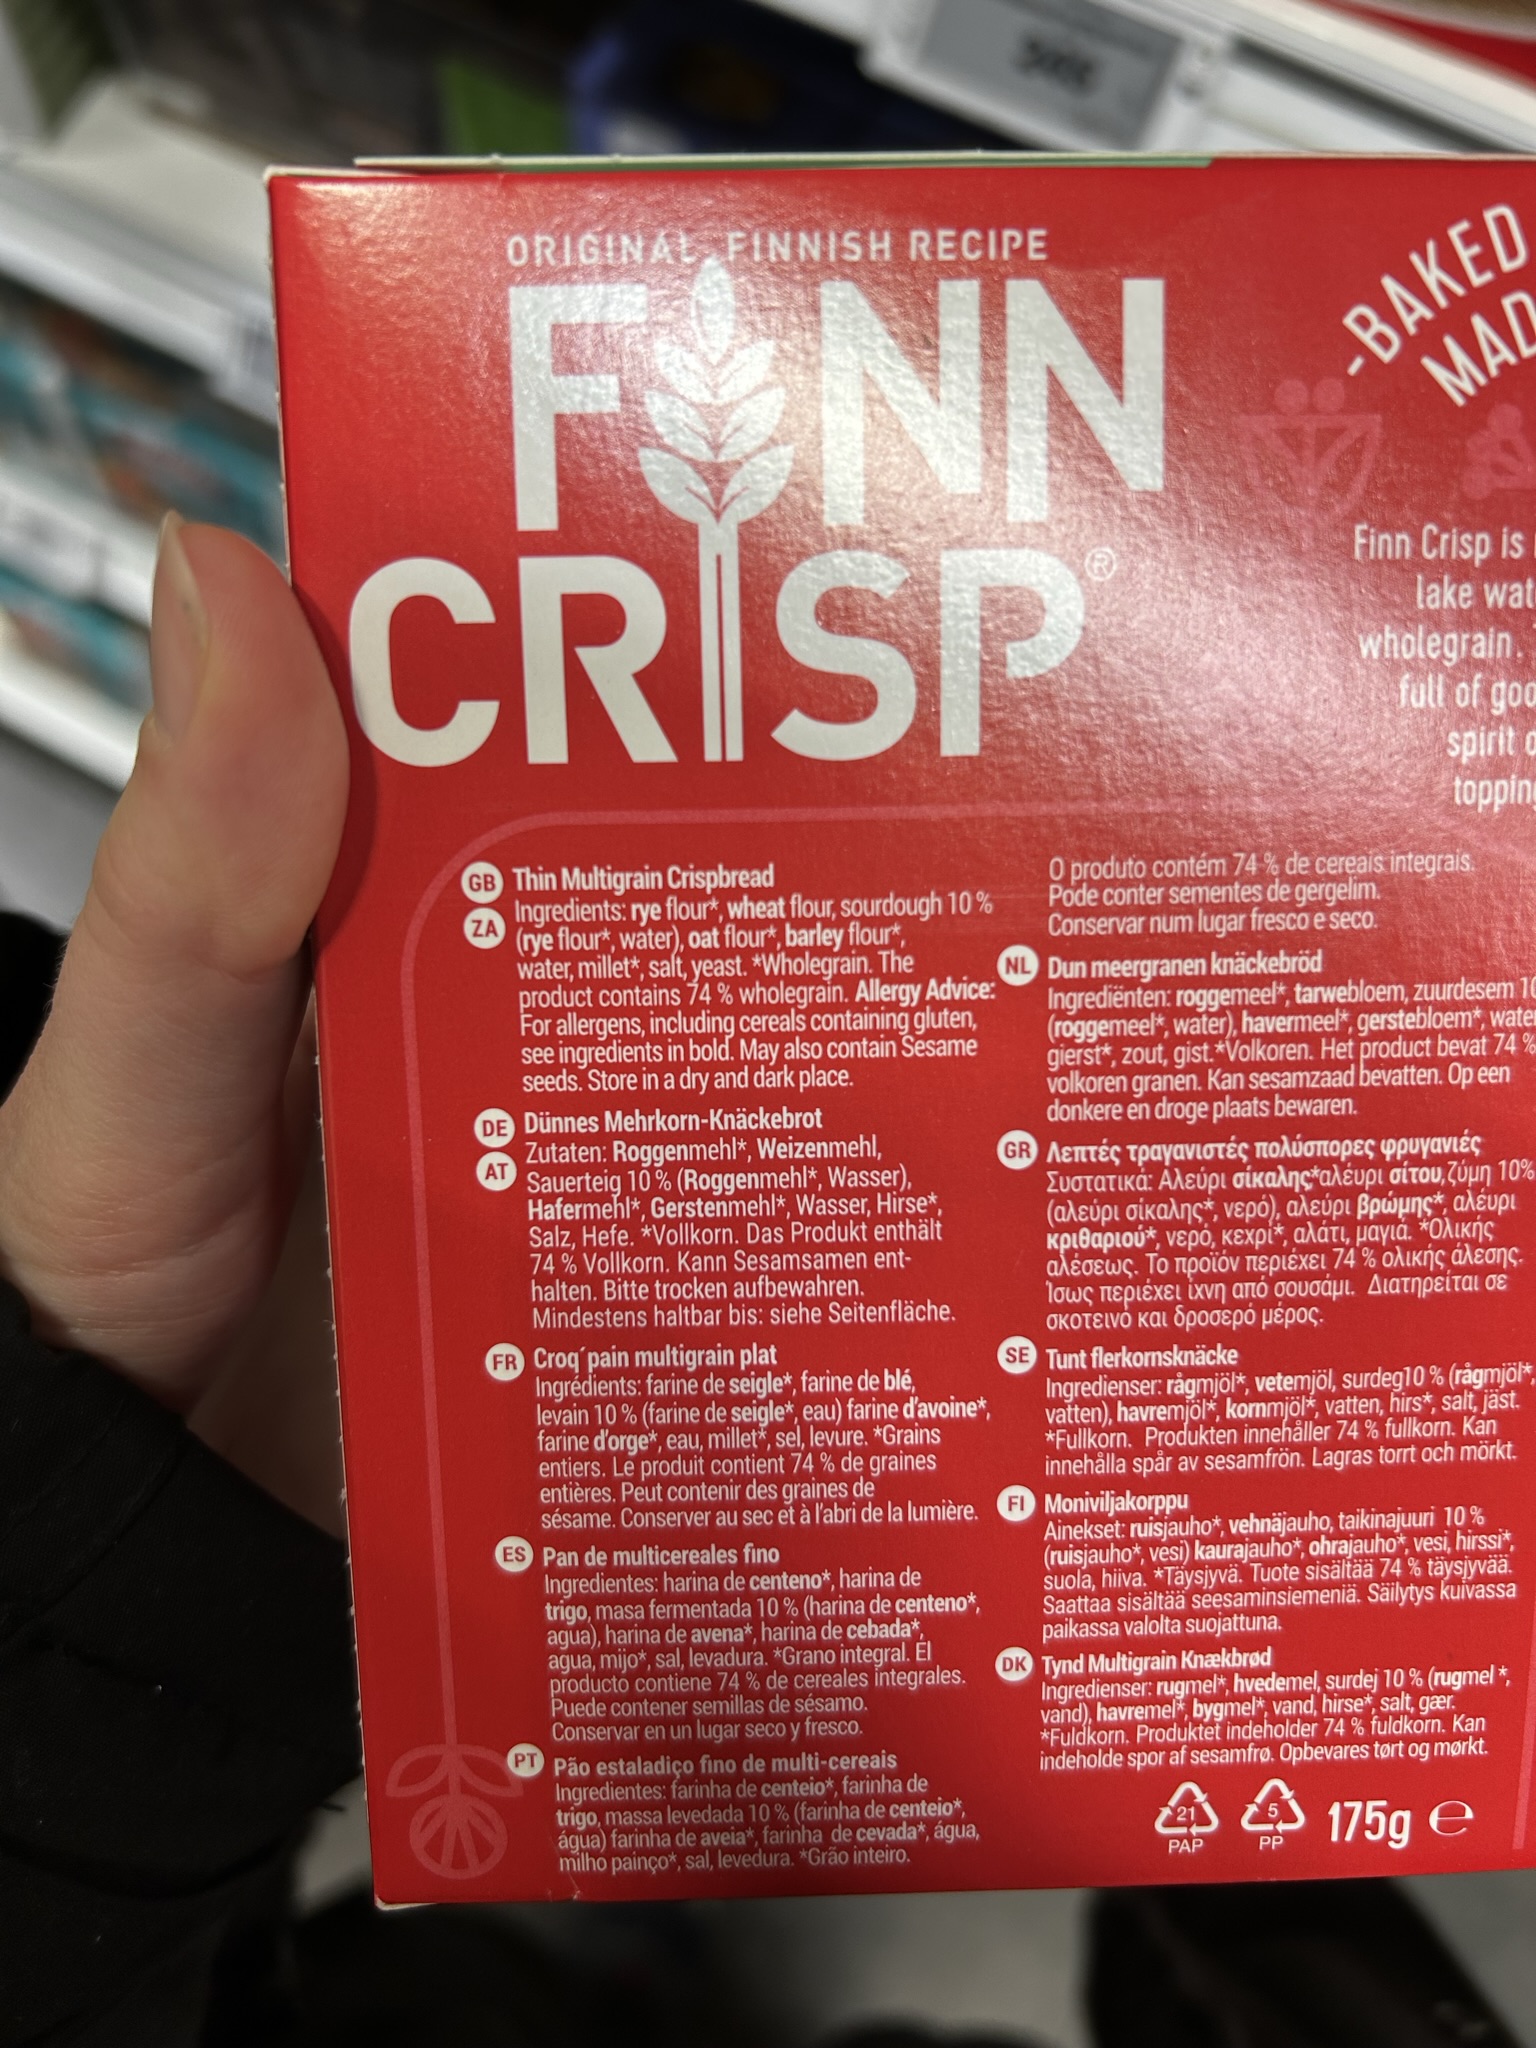 ORIGINAL FINNISH RECIPE
FINN
CRISP®
-BAKED
Finn Crisp is
lake
wholegrain.
full of
spirit
GB ZA Thin Multigrain Crispbread
Ingredients: rye flour*, wheat flour, sourdough 10 %
(rye flour*, water), oat flour*, barley flour*,
water, millet*, salt, yeast. *Wholegrain. The
product contains 74 % wholegrain. Allergy Advice:
For allergens, including cereals containing gluten,
see ingredients in bold. May also contain Sesame
seeds. Store in a dry and dark place.
DE AT Dünnes Mehrkorn-Knäckebrot
Zutaten: Roggenmehl*, Weizenmehl,
Sauerteig 10 % (Roggenmehl*, Wasser),
Hafermehl*, Gerstenmehl*, Wasser, Hirse*,
Salz, Hefe. *Vollkorn. Das Produkt enthält
74 % Vollkorn. Kann Sesamsamen ent-
halten. Bitte trocken aufbewahren.
Mindestens haltbar bis: siehe Seitenfläche.
FR Croq´pain multigrain plat
Ingrédients: farine de seigle*, farine de blé,
levain 10 % (farine de seigle*, eau) farine d'avoine*,
farine d'orge*, eau, millet*, sel, levure. *Grains
entiers. Le produit contient 74 % de graines
entières. Peut contenir des graines de
sésame. Conserver au sec et à l'abri de la lumière.
ES Pan de multicereales fino
Ingredientes: harina de centeno*, harina de
trigo, masa fermentada 10 % (harina de centeno*,
agua), harina de avena*, harina de cebada*,
agua, mijo*, sal, levadura. *Grano integral. El
producto contiene 74 % de cereales integrales.
Puede contener semillas de sésamo.
Conservar en un lugar seco y fresco.
PT Pão estaladiço fino de multi-cereais
Ingredientes: farinha de centeio*, farinha de
trigo, massa levedada 10 % (farinha de centeio*,
água) farinha de aveia*, farinha de cevada*, água,
milho painço*, sal, levedura. *Grão inteiro.
O produto contém 74 % de cereais integrais.
Pode conter sementes de gergelim.
Conservar num lugar fresco e seco.
NL Dun meergranen knäckebröd
Ingrediënten: roggemeel*, tarwebloem, zuurdesem 10
(roggemeel*, water), havermeel*, gerstebloem*, water
gierst*, zout, gist.*Volkoren. Het product bevat 74 %
volkoren granen. Kan sesamzaad bevatten. Op een
donkere en droge plaats bewaren.
GR Λεπτές τραγανιστές πολύσπορες φρυγανιές
Συστατικά: Αλεύρι σίκαλης*αλέυρι σίτου,ζύμη 10%
(αλεύρι σίκαλης*, νερό), αλεύρι βρώμης*, αλέυρι
κριθαριού*, νερό, κεχρί*, αλάτι, μαγιά. *Ολικής
αλέσεως. Το προϊόν περιέχει 74 % ολικής άλεσης.
Ίσως περιέχει ίχνη από σουσάμι. Διατηρείται σε
σκοτεινό και δροσερό μέρος.
SE Tunt flerkornsknäcke
Ingredienser: rågmjöl*, vetemjöl, surdeg10 % (rågmjöl*,
vatten), havremjöl*, kornmjöl*, vatten, hirs*, salt, jäst.
*Fullkorn. Produkten innehåller 74 % fullkorn. Kan
innehålla spår av sesamfrön. Lagras torrt och mörkt.
FI Moniviljakorppu
Ainekset: ruisjauho*, vehnäjauho, taikinajuuri 10 %
(ruisjauho*, vesi) kaurajauho*, ohrajauho*, vesi, hirssi*,
suola, hiiva. *Täysjyvä. Tuote sisältää 74 % täysjyvää.
Saattaa sisältää seesaminsiemeniä. Säilytys kuivassa
paikassa valolta suojattuna.
DK Tynd Multigrain Knækbrød
Ingredienser: rugmel*, hvedemel, surdej 10 % (rugmel *,
vand), havremel*, bygmel*, vand, hirse*, salt, gær.
*Fuldkorn. Produktet indeholder 74 % fuldkorn. Kan
indeholde spor af sesamfrø. Opbevares tørt og mørkt.
21 5 175g e
PAP PP